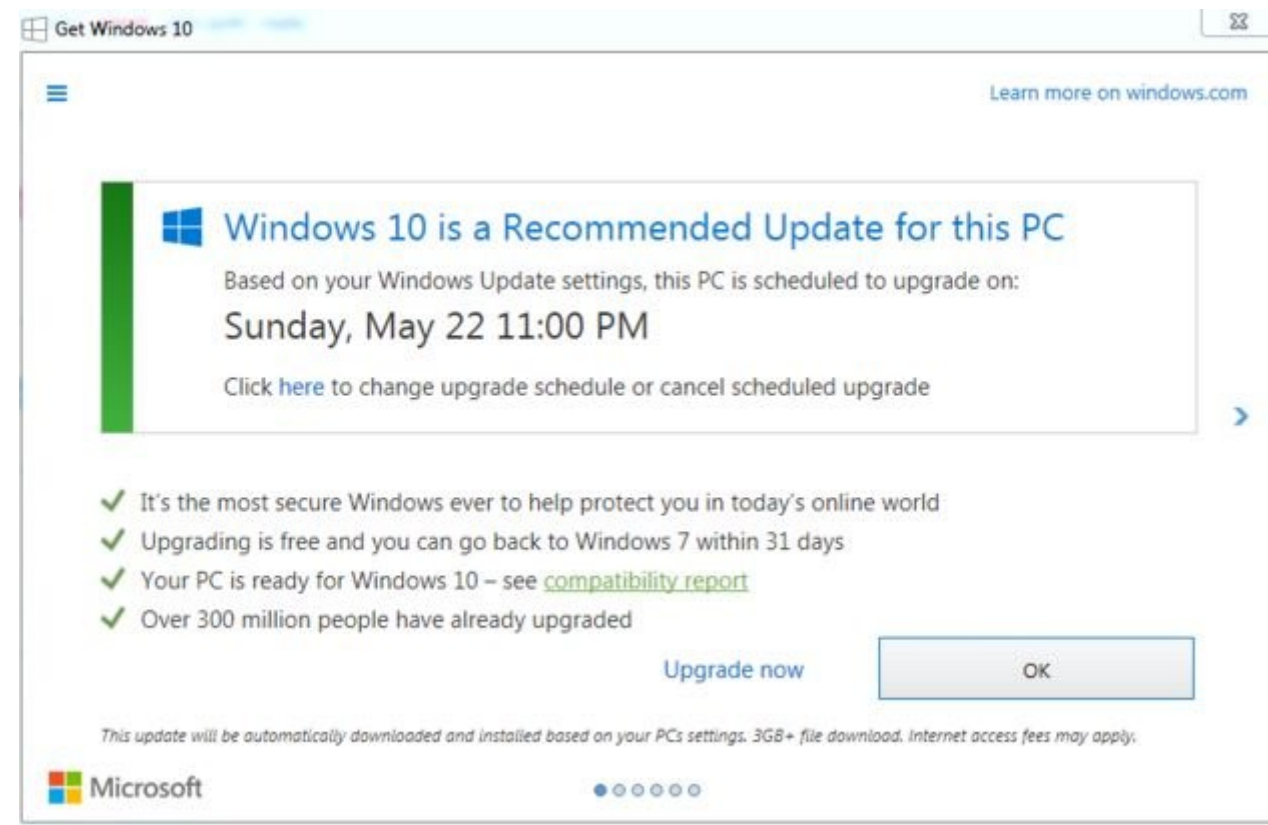 Get Windows 10
Learn more on windows.com
Windows 10 is a Recommended Update for this PC
Based on your Windows Update settings, this PC is scheduled to upgrade on:
Sunday, May 22 11:00 PM
Click here to change upgrade schedule or cancel scheduled upgrade
It's the most secure Windows ever to help protect you in today's online world
Upgrading is free and you can go back to Windows 7 within 31 days
Your PC is ready for Windows 10 – see compatibility report
Over 300 million people have already upgraded
Upgrade now
OK
This update will be automatically downloaded and installed based on your PCs settings. 3GB+ file download. Internet access fees may apply.
Microsoft